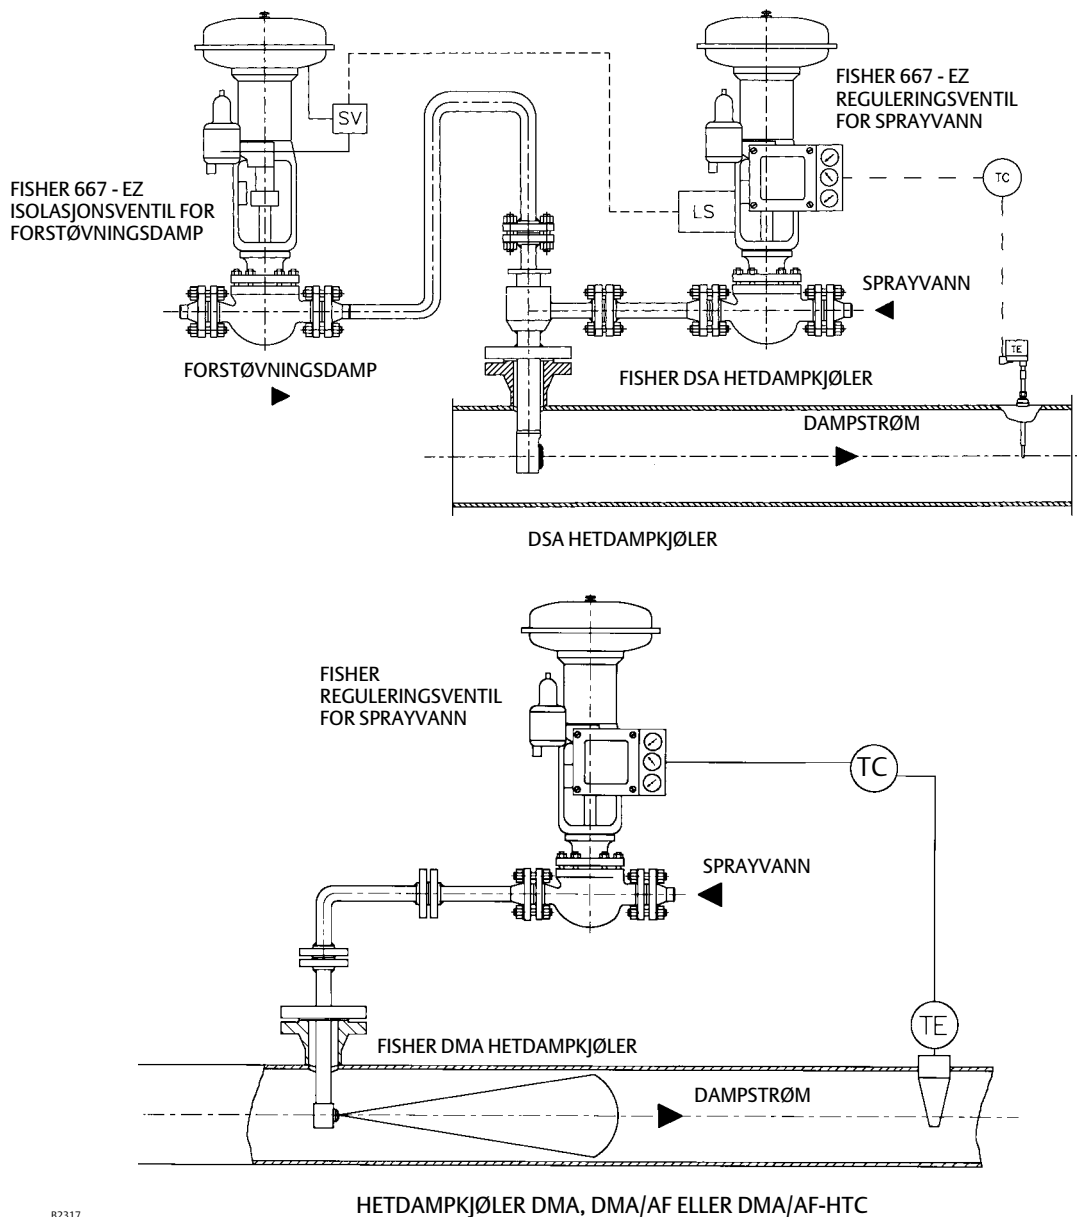 FISHER 667 - EZ
REGULERINGSVENTIL
FOR SPRAYVANN
SV
TC
FISHER 667 - EZ
ISOLASJONSVENTIL FOR
FORSTØVNINGSDAMP
LS
SPRAYVANN
TE
FORSTØVNINGSDAMP
FISHER DSA HETDAMPKJØLER
DAMPSTRØM
DSA HETDAMPKJØLER
FISHER
REGULERINGSVENTIL
FOR SPRAYVANN
TC
SPRAYVANN
TE
FISHER DMA HETDAMPKJØLER
DAMPSTRØM
HETDAMPKJØLER DMA, DMA/AF ELLER DMA/AF-HTC
B2317